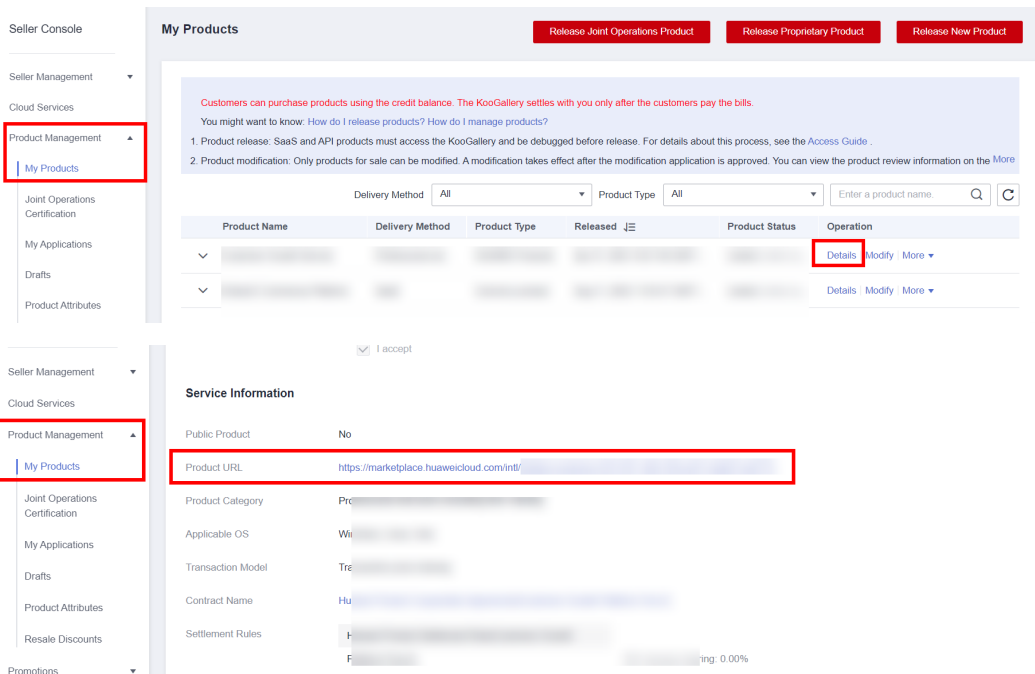 Seller Console
Seller Management
Cloud Services
Product Management
My Products
Joint Operations
Certification
My Applications
Drafts
Product Attributes
My Products
Release Joint Operations Product
Release Proprietary Product
Release New Product
Customers can purchase products using the credit balance. The KooGallery settles with you only after the customers pay the bills.
You might want to know: How do I release products? How do I manage products?
1. Product release: SaaS and API products must access the KooGallery and be debugged before release. For details about this process, see the Access Guide .
2. Product modification: Only products for sale can be modified. A modification takes effect after the modification application is approved. You can view the product review information on the More
Delivery Method All Product Type All Enter a product name.
Product Name Delivery Method Product Type Released Product Status Operation
Details Modify More
Details Modify More
Seller Management
Cloud Services
Product Management
My Products
Joint Operations
Certification
My Applications
Drafts
Product Attributes
Resale Discounts
Promotions
I accept
Service Information
Public Product No
Product URL https://marketplace.huaweicloud.com/intl/
Product Category
Applicable OS
Transaction Model
Contract Name
Settlement Rules
0.00%